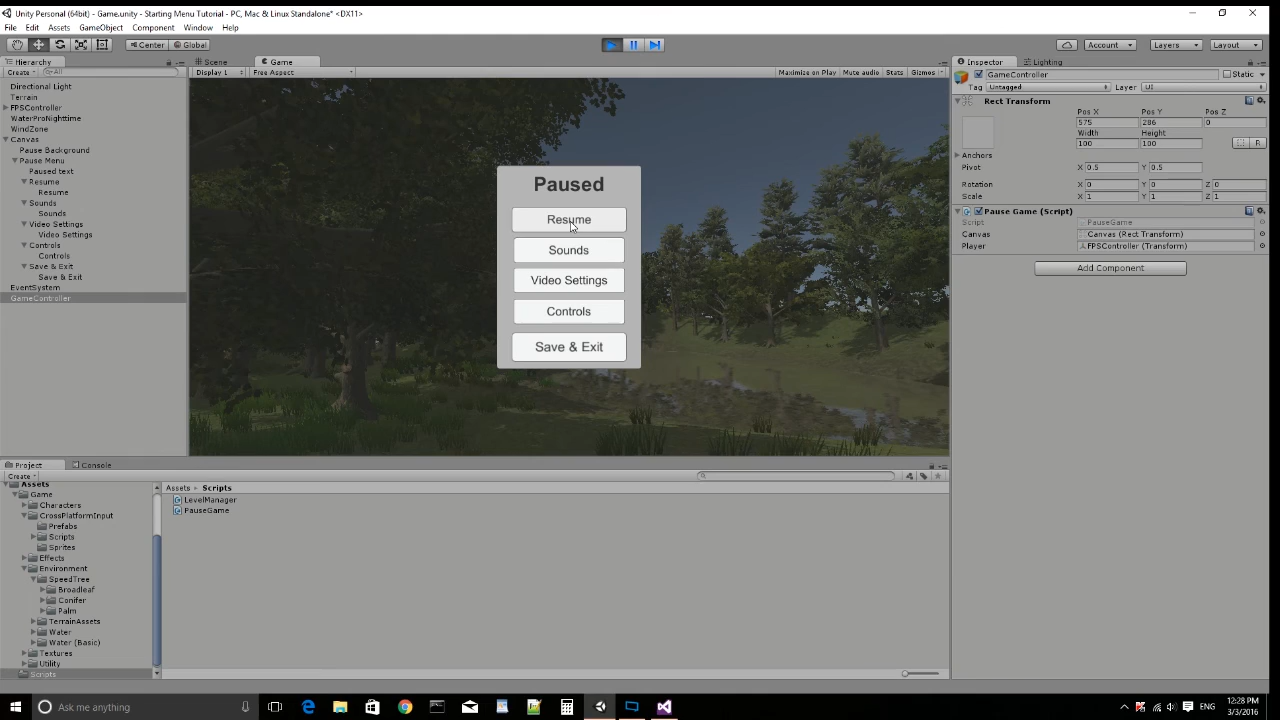 Unity Personal (64bit) - Game.unity - Starting Menu Tutorial - PC, Mac & Linux Standalone* <DX11>
File Edit Assets GameObject Component Window Help
Center Global Account Layers Layout
Hierarchy Scene Game Inspector Lighting
Create All Display 1 Free Aspect Maximize on Play Mute audio Stats Gizmos GameController Static
Tag Untagged Layer UI
Directional Light
Terrain
FPSController
WaterProNighttime
WindZone
Canvas
Pause Background
Pause Menu
Paused text
Resume
Resume
Sounds
Sounds
Video Settings
Video Settings
Controls
Controls
Save & Exit
Save & Exit
EventSystem
GameController
Paused
Resume
Sounds
Video Settings
Controls
Save & Exit
Rect Transform
Pos X Pos Y Pos Z
575 286 0
Width Height
100 100
R
Anchors
Pivot X 0.5 Y 0.5
Rotation X 0 Y 0 Z 0
Scale X 1 Y 1 Z 1
Pause Game (Script)
Script PauseGame
Canvas Canvas (Rect Transform)
Player FPSController (Transform)
Add Component
Project Console
Create
Assets
Game
Characters
CrossPlatformInput
Prefabs
Scripts
Sprites
Effects
Environment
SpeedTree
Broadleaf
Conifer
Palm
TerrainAssets
Water
Water (Basic)
Textures
Utility
Scripts
Assets Scripts
LevelManager
PauseGame
Ask me anything
ENG
12:28 PM
3/3/2016